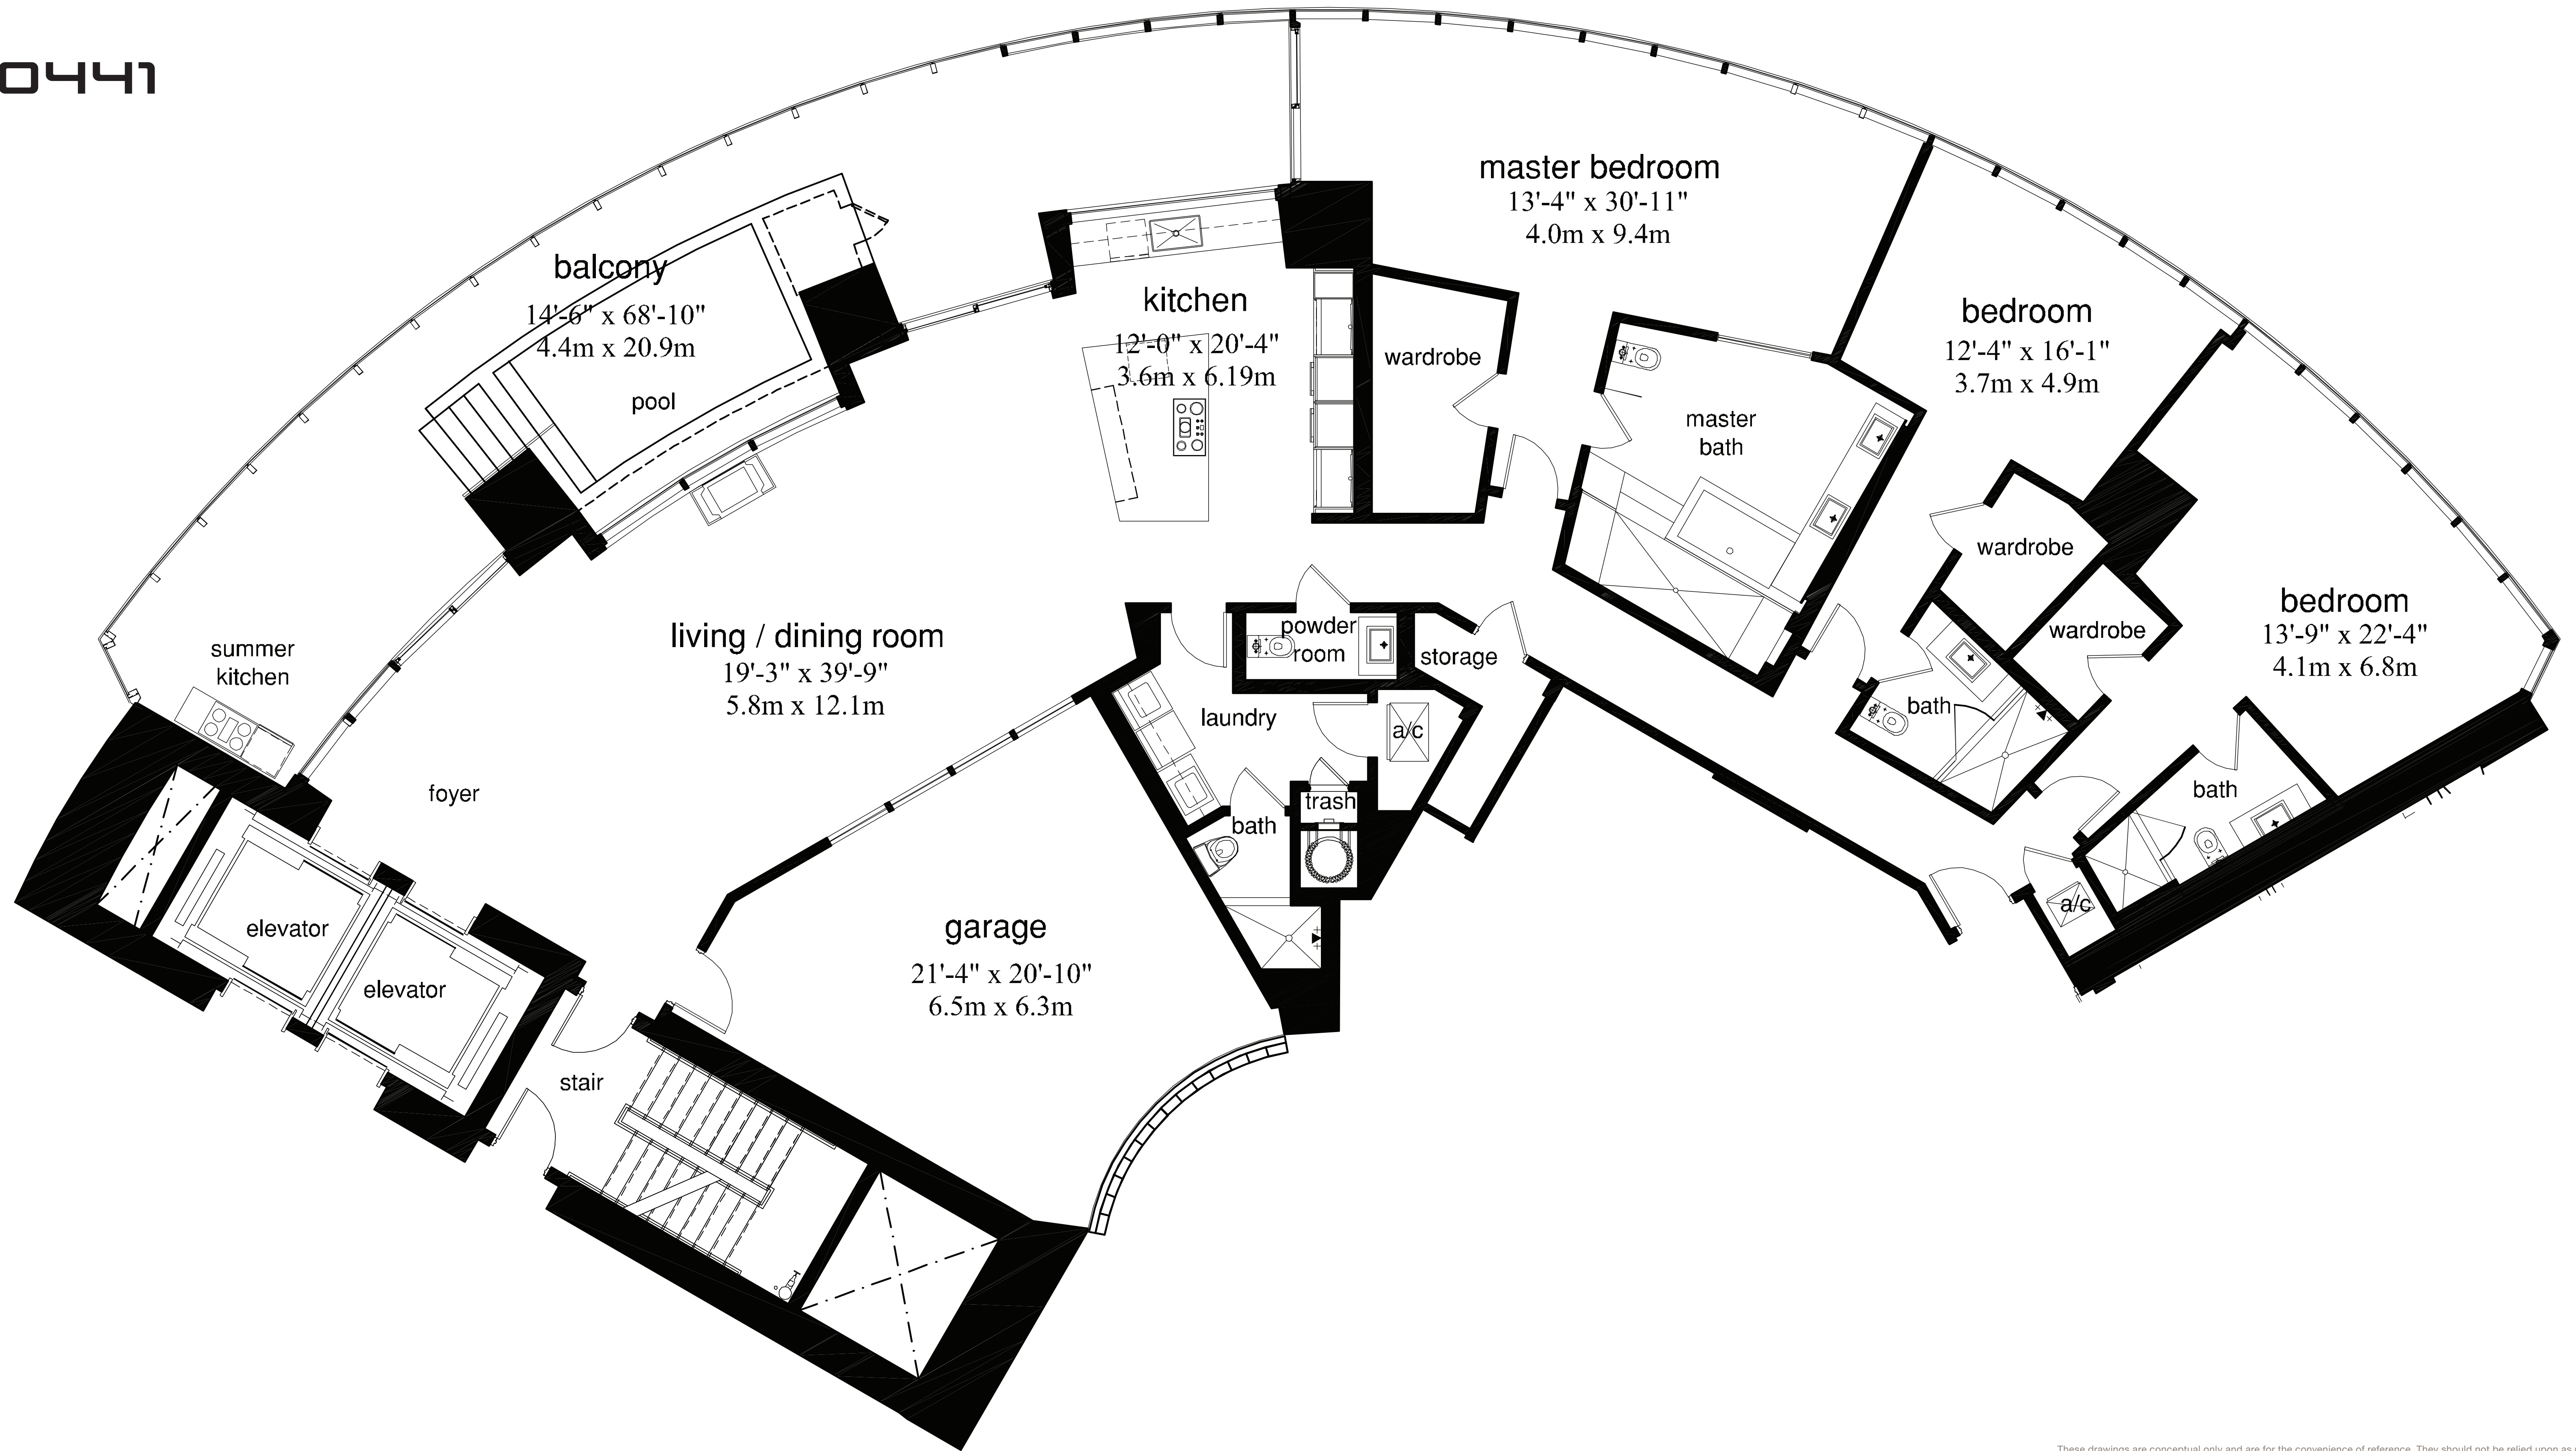 0441
master bedroom
13'-4" x 30'-11"
4.0m x 9.4m
balcony
14'-6" x 68'-10"
4.4m x 20.9m
pool
kitchen
12'-0" x 20'-4"
3.6m x 6.19m
wardrobe
master
bath
bedroom
12'-4" x 16'-1"
3.7m x 4.9m
wardrobe
wardrobe
bedroom
13'-9" x 22'-4"
4.1m x 6.8m
summer
kitchen
living / dining room
19'-3" x 39'-9"
5.8m x 12.1m
powder
room
storage
laundry
a/c
bath
bath
foyer
trash
bath
elevator
elevator
garage
21'-4" x 20'-10"
6.5m x 6.3m
a/c
stair
These drawings are conceptual only and are for the convenience of reference. They should not be relied upon as